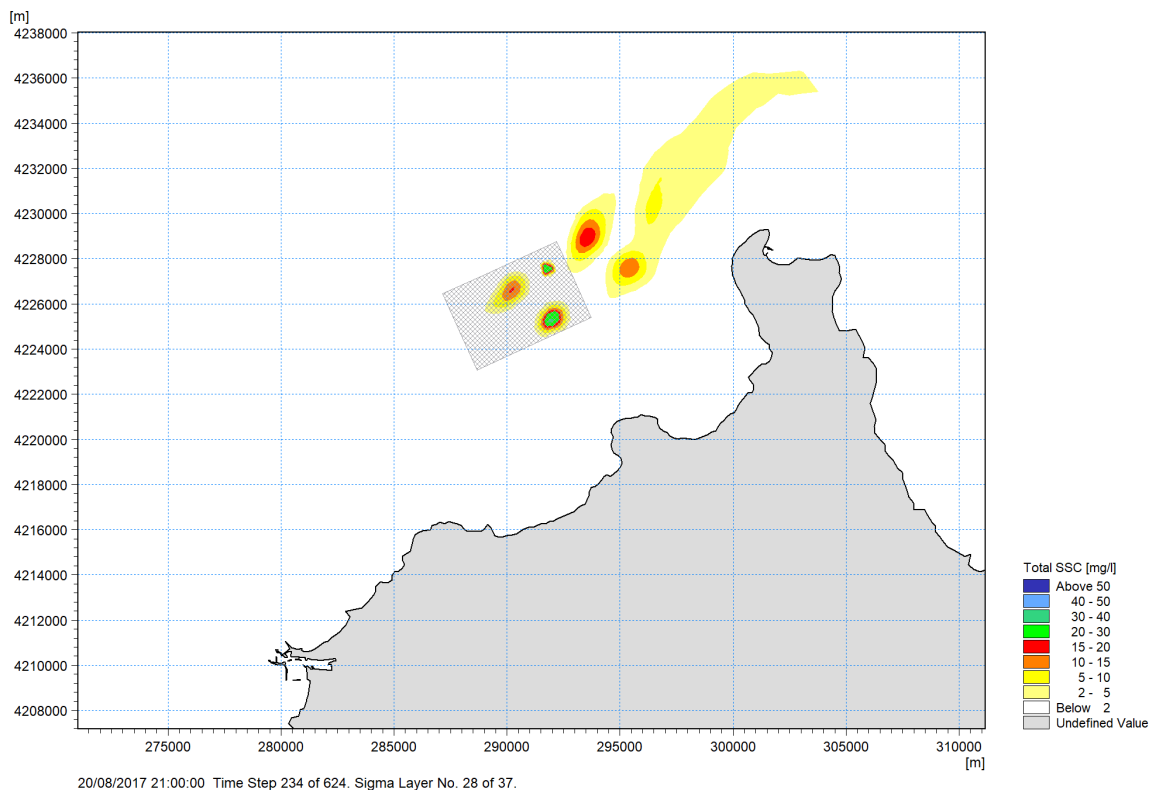 [m]
4238000
4236000
4234000
4232000
4230000
4228000
4226000
4224000
4222000
4220000
4218000
4216000
4214000
4212000
4210000
4208000
275000 280000 285000 290000 295000 300000 305000 310000
[m]
Total SSC [mg/l]
Above 50
40 - 50
30 - 40
20 - 30
15 - 20
10 - 15
5 - 10
2 - 5
Below 2
Undefined Value
20/08/2017 21:00:00 Time Step 234 of 624. Sigma Layer No. 28 of 37.